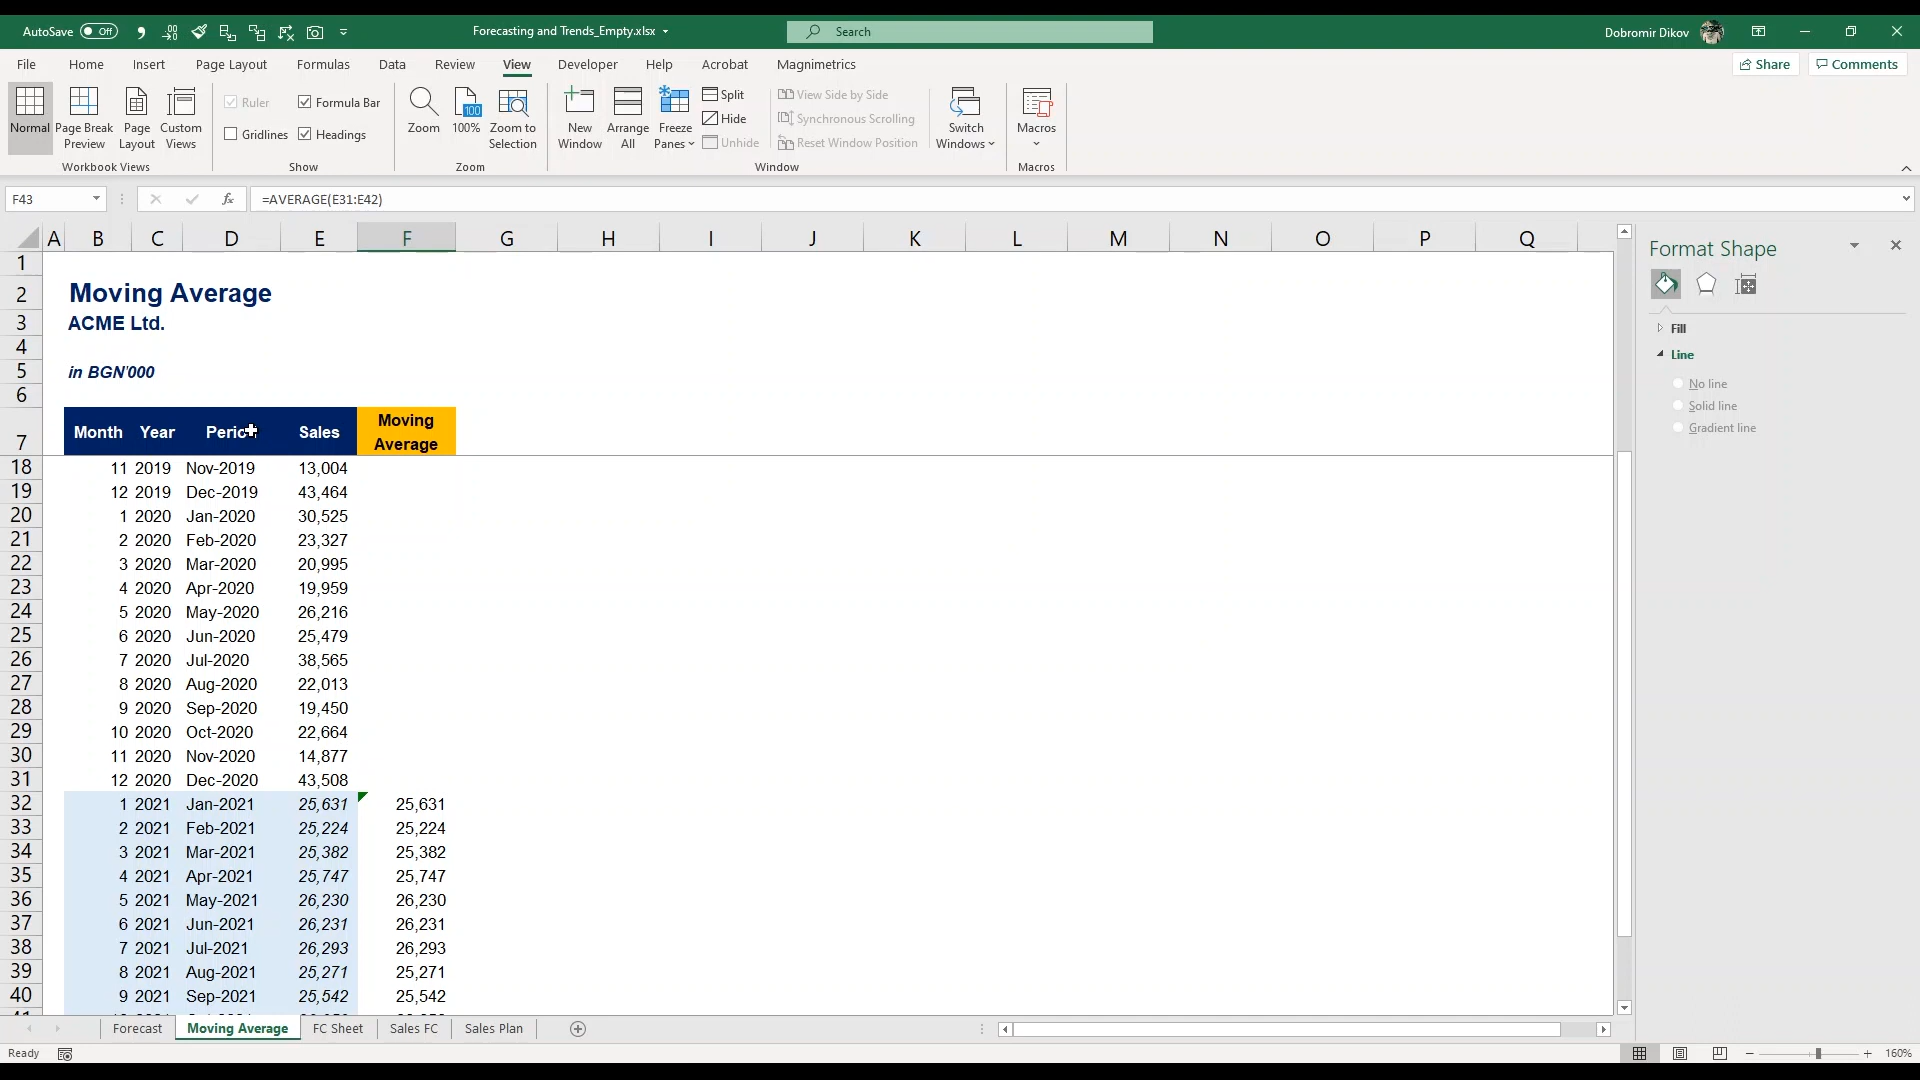 AutoSave Off Forecasting and Trends_Empty.xlsx Search Dobromir Dikov
File Home Insert Page Layout Formulas Data Review View Developer Help Acrobat Magnimetrics Share Comments
Normal Page Break Preview Page Layout Custom Views
Workbook Views
Ruler Formula Bar
Gridlines Headings
Show
Zoom 100% Zoom to Selection
Zoom
New Window Arrange All Freeze Panes
Split
Hide
Unhide
View Side by Side
Synchronous Scrolling
Reset Window Position
Switch Windows
Window
Macros
Macros
F43 fx =AVERAGE(E31:E42)
A B C D E F G H I J K L M N O P Q
1
2 Moving Average
3 ACME Ltd.
4
5 in BGN'000
6
7 Month Year Sales Moving Average
18 11 2019 Nov-2019 13,004
19 12 2019 Dec-2019 43,464
20 1 2020 Jan-2020 30,525
21 2 2020 Feb-2020 23,327
22 3 2020 Mar-2020 20,995
23 4 2020 Apr-2020 19,959
24 5 2020 May-2020 26,216
25 6 2020 Jun-2020 25,479
26 7 2020 Jul-2020 38,565
27 8 2020 Aug-2020 22,013
28 9 2020 Sep-2020 19,450
29 10 2020 Oct-2020 22,664
30 11 2020 Nov-2020 14,877
31 12 2020 Dec-2020 43,508
32 1 2021 Jan-2021 25,631 25,631
33 2 2021 Feb-2021 25,224 25,224
34 3 2021 Mar-2021 25,382 25,382
35 4 2021 Apr-2021 25,747 25,747
36 5 2021 May-2021 26,230 26,230
37 6 2021 Jun-2021 26,231 26,231
38 7 2021 Jul-2021 26,293 26,293
39 8 2021 Aug-2021 25,271 25,271
40 9 2021 Sep-2021 25,542 25,542
Format Shape
Fill
Line
No line
Solid line
Gradient line
Forecast Moving Average FC Sheet Sales FC Sales Plan
Ready 160%